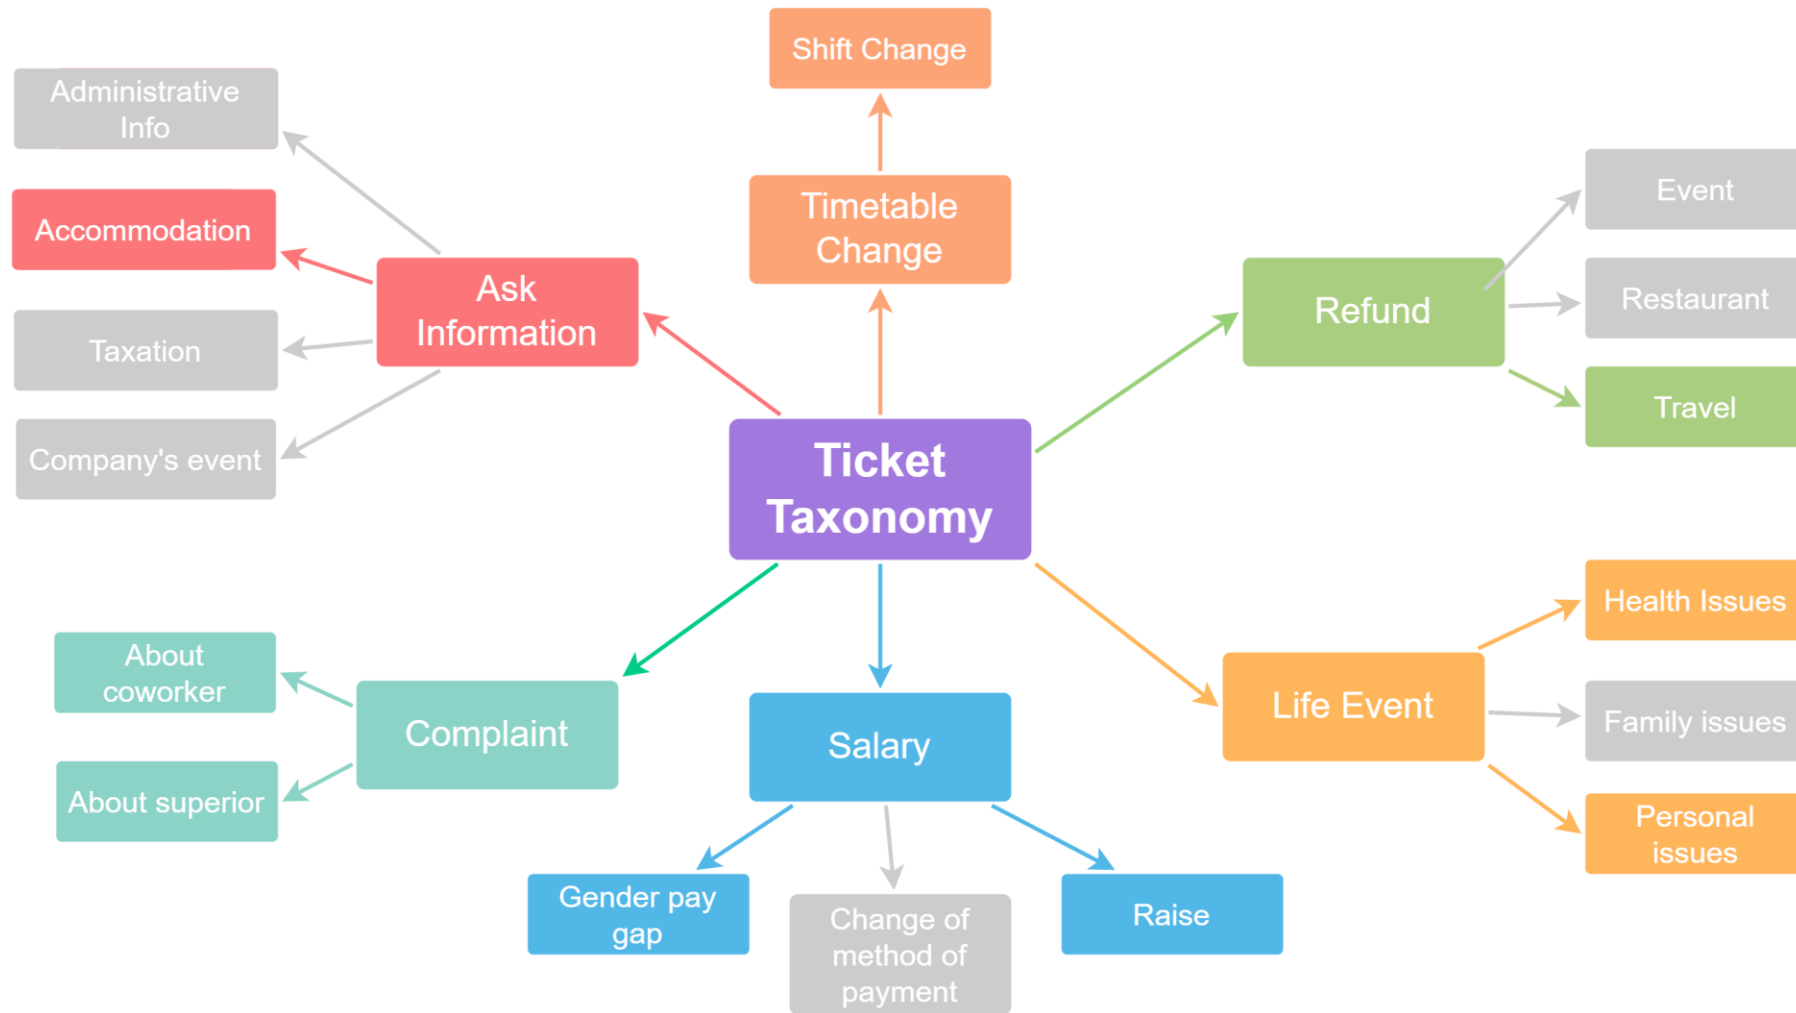 Shift Change
Administrative
Info
Accommodation
Taxation
Company's event
Ask
Information
Timetable
Change
Refund
Event
Restaurant
Travel
Ticket
Taxonomy
About
coworker
About superior
Complaint
Salary
Gender pay
gap
Change of
method of
payment
Raise
Life Event
Health Issues
Family issues
Personal
issues